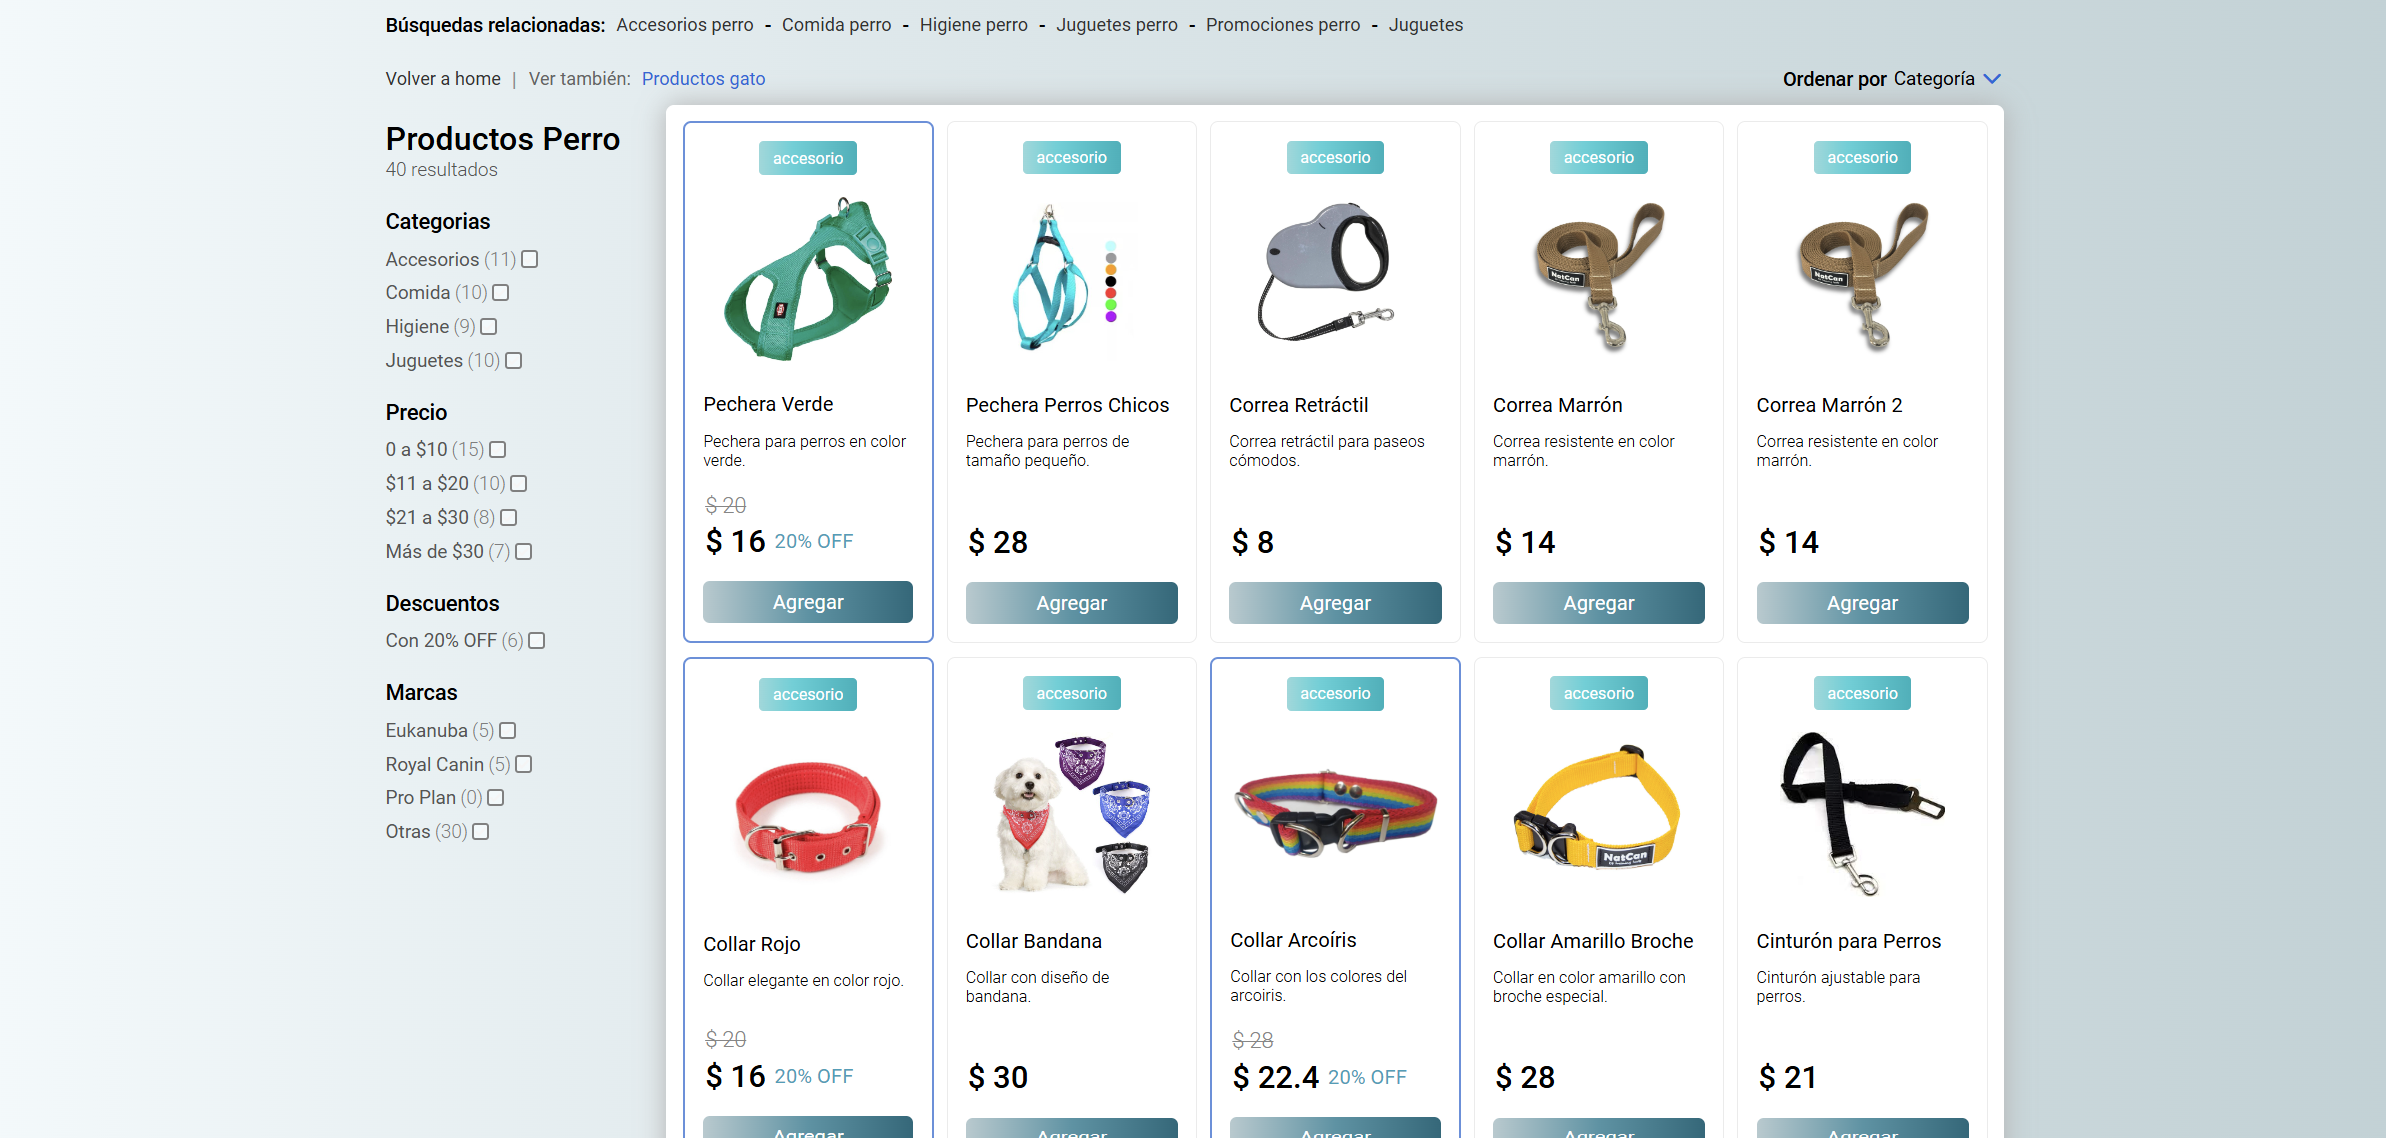 Búsquedas relacionadas: Accesorios perro - Comida perro - Higiene perro - Juguetes perro - Promociones perro - Juguetes
Volver a home | Ver también: Productos gato
Ordenar por Categoría
Productos Perro
40 resultados
Categorias
Accesorios (11)
Comida (10)
Higiene (9)
Juguetes (10)
Precio
0 a $10 (15)
$11 a $20 (10)
$21 a $30 (8)
Más de $30 (7)
Descuentos
Con 20% OFF (6)
Marcas
Eukanuba (5)
Royal Canin (5)
Pro Plan (0)
Otras (30)
accesorio
Pechera Verde
Pechera para perros en color
verde.
$ 20
$ 16 20% OFF
Agregar
accesorio
Pechera Perros Chicos
Pechera para perros de
tamaño pequeño.
$ 28
Agregar
accesorio
Correa Retráctil
Correa retráctil para paseos
cómodos.
$ 8
Agregar
accesorio
NatCan
Correa Marrón
Correa resistente en color
marrón.
$ 14
Agregar
accesorio
NatCan
Correa Marrón 2
Correa resistente en color
marrón.
$ 14
Agregar
accesorio
Collar Rojo
Collar elegante en color rojo.
$ 20
$ 16 20% OFF
Agregar
accesorio
Collar Bandana
Collar con diseño de
bandana.
$ 30
Agregar
accesorio
Collar Arcoíris
Collar con los colores del
arcoiris.
$ 28
$ 22.4 20% OFF
Agregar
accesorio
NatCan
Collar Amarillo Broche
Collar en color amarillo con
broche especial.
$ 28
Agregar
accesorio
Cinturón para Perros
Cinturón ajustable para
perros.
$ 21
Agregar